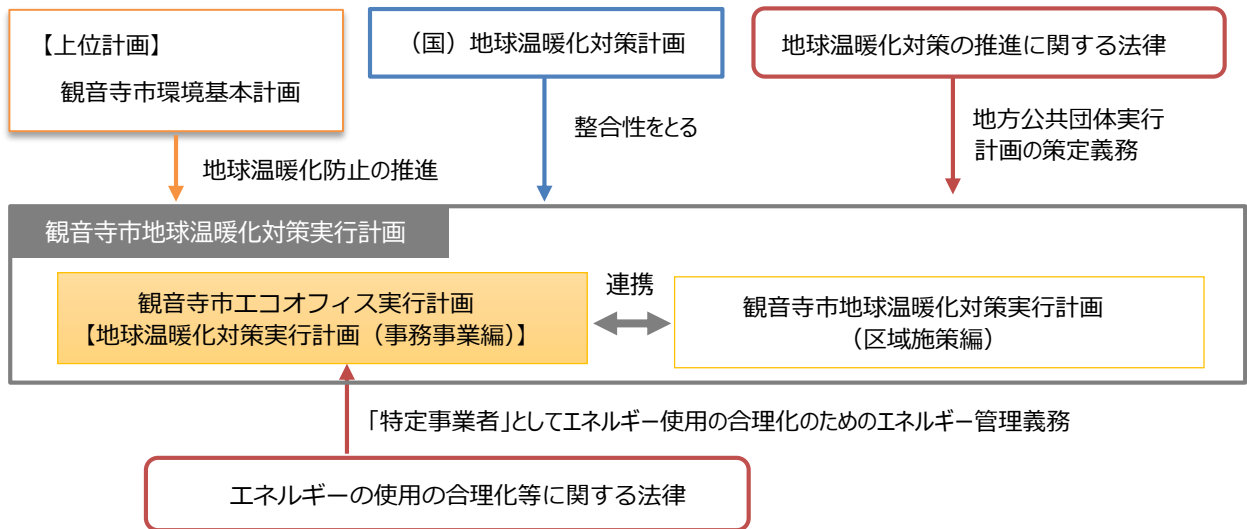 【上位計画】
観音寺市環境基本計画
（国）地球温暖化対策計画
地球温暖化対策の推進に関する法律
地球温暖化防止の推進
整合性をとる
地方公共団体実行
計画の策定義務
観音寺市地球温暖化対策実行計画
観音寺市エコオフィス実行計画
【地球温暖化対策実行計画（事務事業編）】
連携
観音寺市地球温暖化対策実行計画
（区域施策編）
「特定事業者」としてエネルギー使用の合理化のためのエネルギー管理義務
エネルギーの使用の合理化等に関する法律